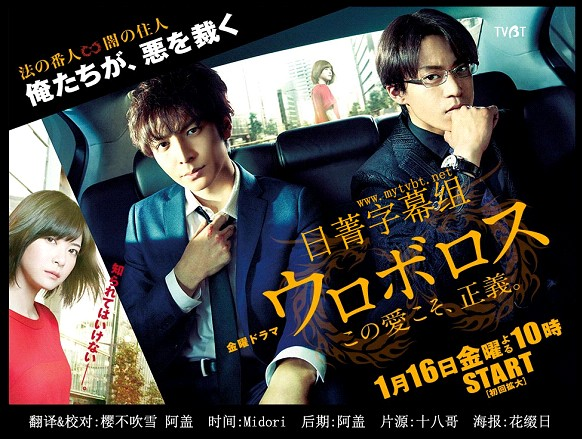 法の番人∞闇の住人
俺たちが、悪を裁く
TVBT
www.mytvbt.net
日菁字幕组
知られてはいけない――。
金曜ドラマ
ウロボロス
この愛こそ、正義。
1月16日金曜よる10時
START
[初回拡大]
翻译&校对:樱不吹雪 阿盖 时间:Midori 后期:阿盖 片源:十八哥 海报:花缀日